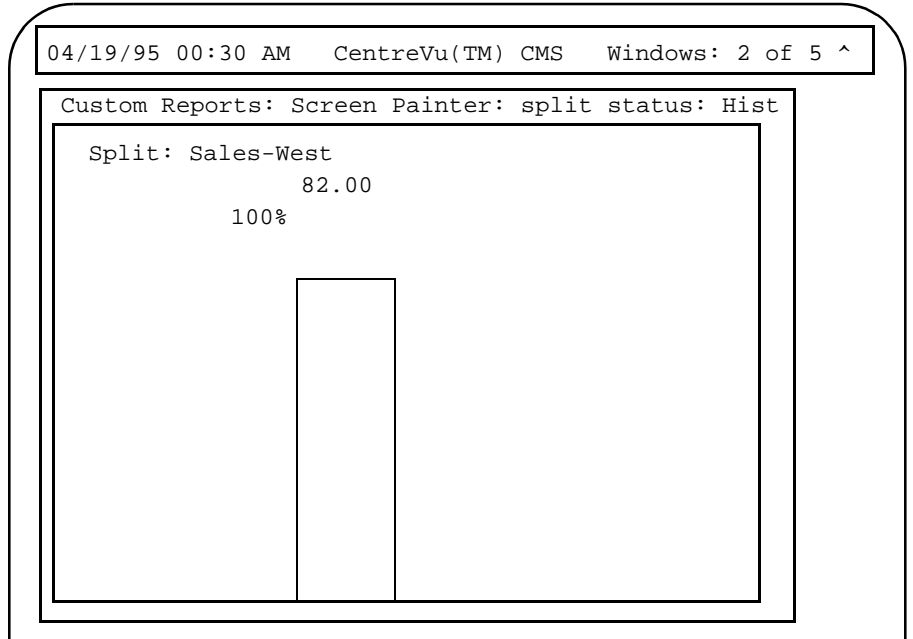 04/19/95 00:30 AM CentreVu(TM) CMS Windows: 2 of 5 ^
Custom Reports: Screen Painter: split status: Hist
Split: Sales-West
82.00
100%